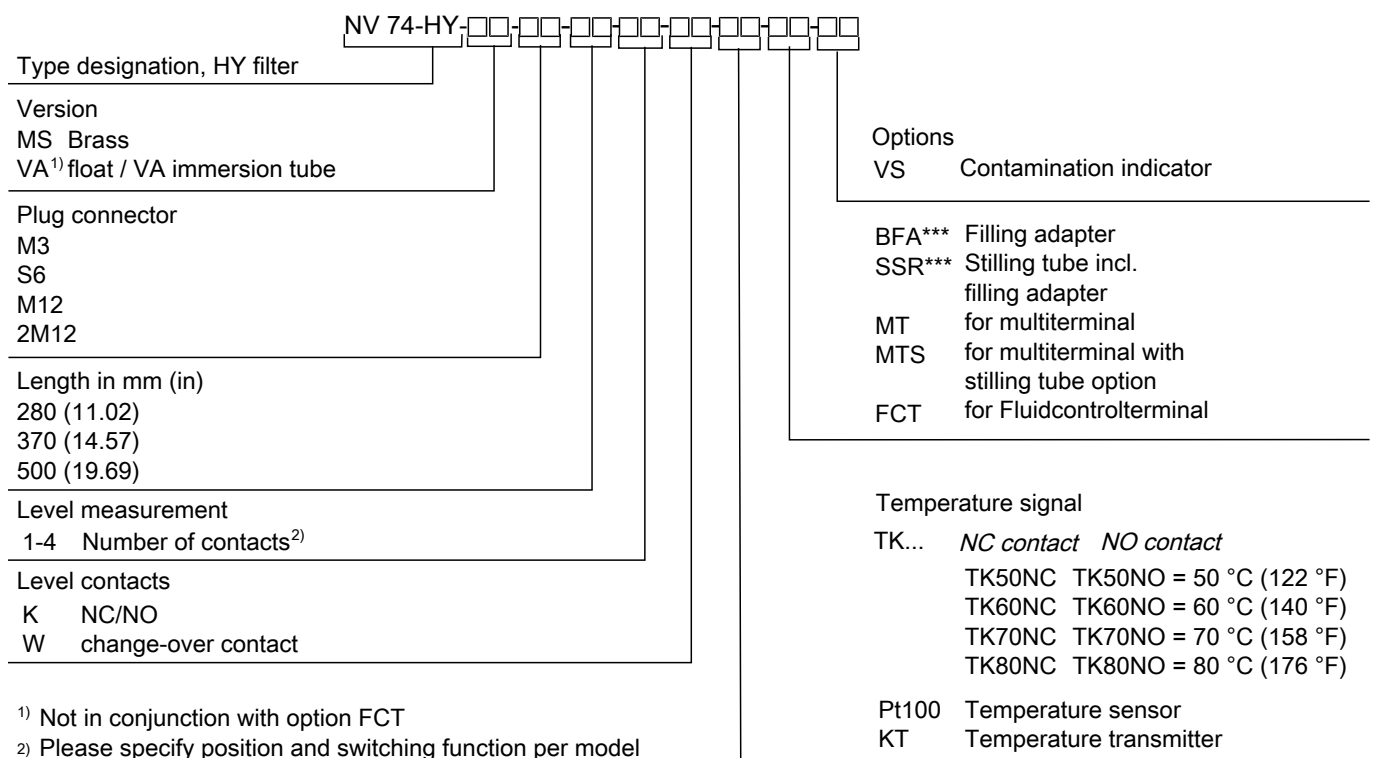 NV 74-HY-□□-□□-□□-□□-□□-□□-□□-□□
Type designation, HY filter
Version
MS Brass
VA1) float / VA immersion tube
Plug connector
M3
S6
M12
2M12
Length in mm (in)
280 (11.02)
370 (14.57)
500 (19.69)
Level measurement
1-4 Number of contacts2)
Level contacts
K NC/NO
W change-over contact
1) Not in conjunction with option FCT
2) Please specify position and switching function per model
Options
VS Contamination indicator
BFA*** Filling adapter
SSR*** Stilling tube incl.
filling adapter
MT for multiterminal
MTS for multiterminal with
stilling tube option
FCT for Fluidcontrolterminal
Temperature signal
TK... NC contact NO contact
TK50NC TK50NO = 50 °C (122 °F)
TK60NC TK60NO = 60 °C (140 °F)
TK70NC TK70NO = 70 °C (158 °F)
TK80NC TK80NO = 80 °C (176 °F)
Pt100 Temperature sensor
KT Temperature transmitter